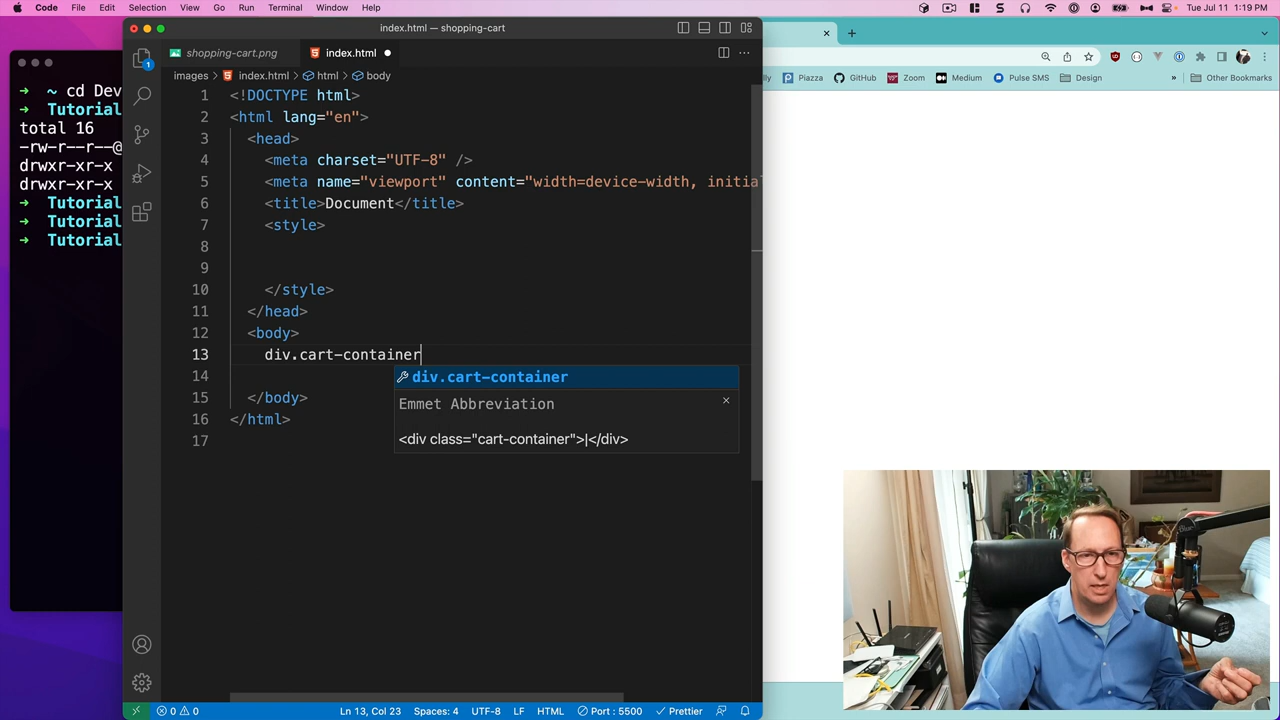 Code File Edit Selection View Go Run Terminal Window Help
Tue Jul 11 1:19 PM
index.html — shopping-cart
shopping-cart.png
index.html
images > index.html > html > body
➜ ~ cd Dev
➜ Tutorial
total 16
-rw-r--r--@
drwxr-xr-x
drwxr-xr-x
➜ Tutorial
➜ Tutorial
➜ Tutorial
1 <!DOCTYPE html>
2 <html lang="en">
3 <head>
4 <meta charset="UTF-8" />
5 <meta name="viewport" content="width=device-width, initia
6 <title>Document</title>
7 <style>
8
9
10 </style>
11 </head>
12 <body>
13 div.cart-container
14
15 </body>
16 </html>
17
div.cart-container
Emmet Abbreviation
<div class="cart-container">|</div>
lly Piazza GitHub Zoom Medium Pulse SMS Design » Other Bookmarks
1
0 0 Ln 13, Col 23 Spaces: 4 UTF-8 LF HTML Port : 5500 Prettier